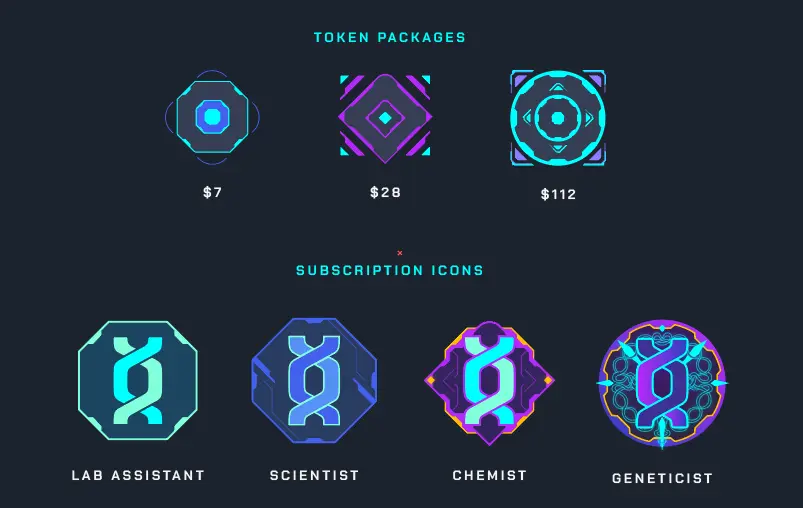 TOKEN PACKAGES
$7
$28
$112
SUBSCRIPTION ICONS
LAB ASSISTANT
SCIENTIST
CHEMIST
GENETICIST